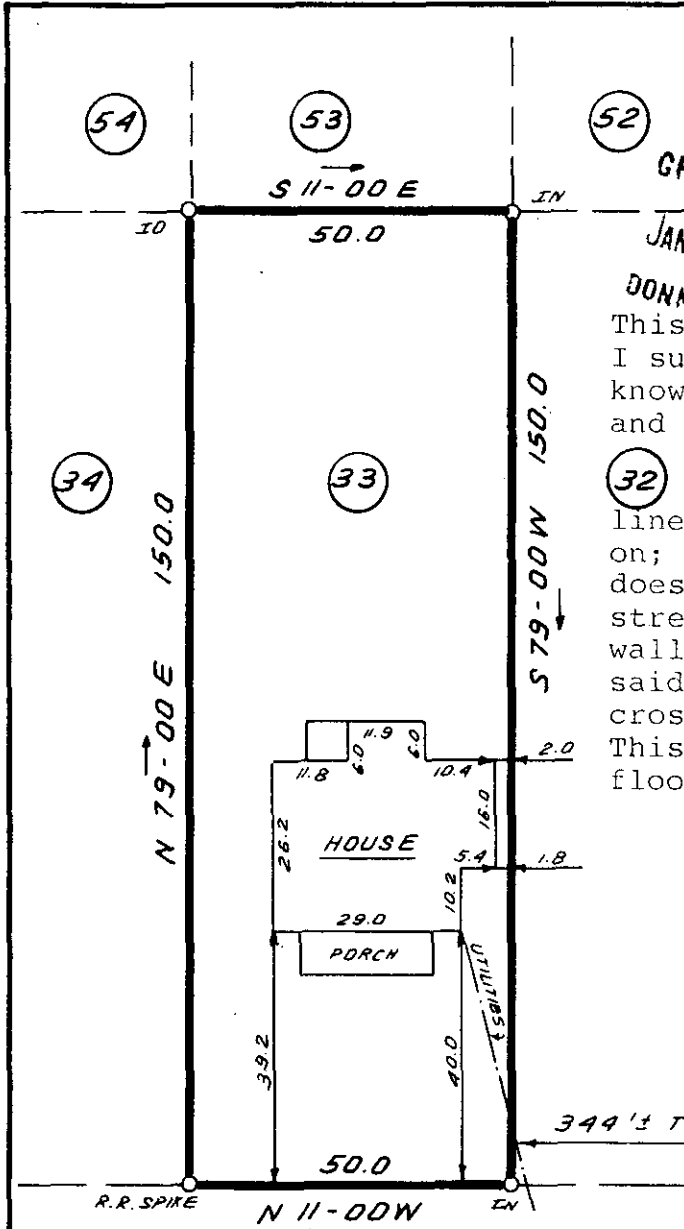 54
53
52
S 11-00 E
IN
IO
50.0
JAN
DONN
This
I su
know
and
34
33
32
N 79-00 E 150.0
S 79-00 W 150.0
line
on;
does
stre
wall
said
cros
This
floo
11.9
6.0
6.0
11.8
10.4
2.0
26.2
16.0
HOUSE
5.4
1.8
10.2
29.0
PORCH
UTILITIES
39.2
40.0
344'± T
50.0
R.R. SPIKE
IN
N 11-00W